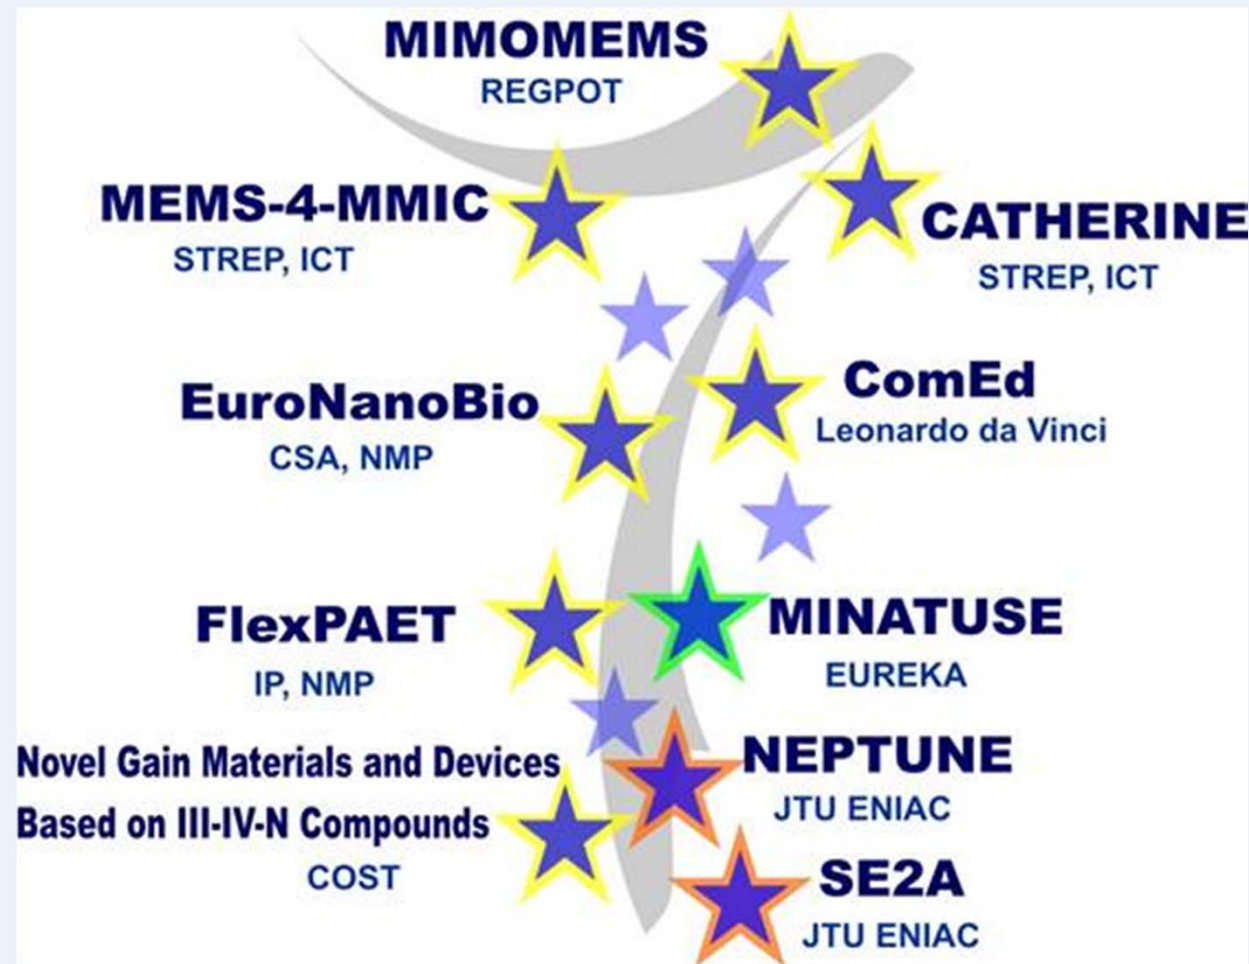 MIMOMEMS
REGPOT
MEMS-4-MMIC
STREP, ICT
CATHERINE
STREP, ICT
EuroNanoBio
CSA, NMP
ComEd
Leonardo da Vinci
FlexPAET
IP, NMP
MINATUSE
EUREKA
Novel Gain Materials and Devices
Based on III-IV-N Compounds
COST
NEPTUNE
JTU ENIAC
SE2A
JTU ENIAC